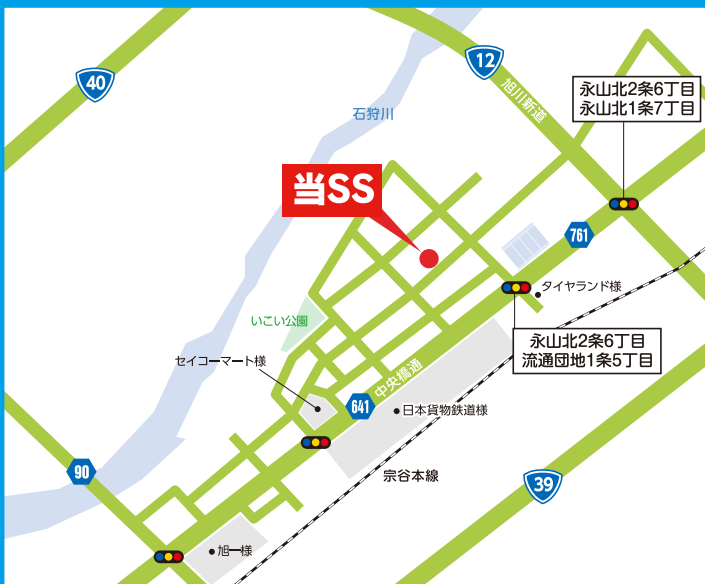 40
12
旭川新道
永山北2条6丁目
永山北1条7丁目
石狩川
当SS
761
タイヤランド様
いこい公園
永山北2条6丁目
流通団地1条5丁目
セイコーマート様
中央橋通
641
日本貨物鉄道様
宗谷本線
90
39
旭一様